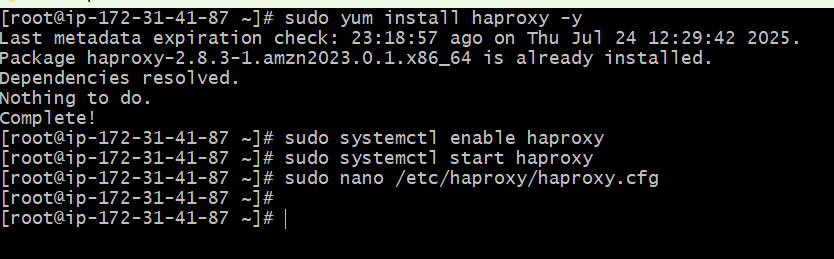 [root@ip-172-31-41-87 ~]# sudo yum install haproxy -y
Last metadata expiration check: 23:18:57 ago on Thu Jul 24 12:29:42 2025.
Package haproxy-2.8.3-1.amzn2023.0.1.x86_64 is already installed.
Dependencies resolved.
Nothing to do.
Complete!
[root@ip-172-31-41-87 ~]# sudo systemctl enable haproxy
[root@ip-172-31-41-87 ~]# sudo systemctl start haproxy
[root@ip-172-31-41-87 ~]# sudo nano /etc/haproxy/haproxy.cfg
[root@ip-172-31-41-87 ~]#
[root@ip-172-31-41-87 ~]#